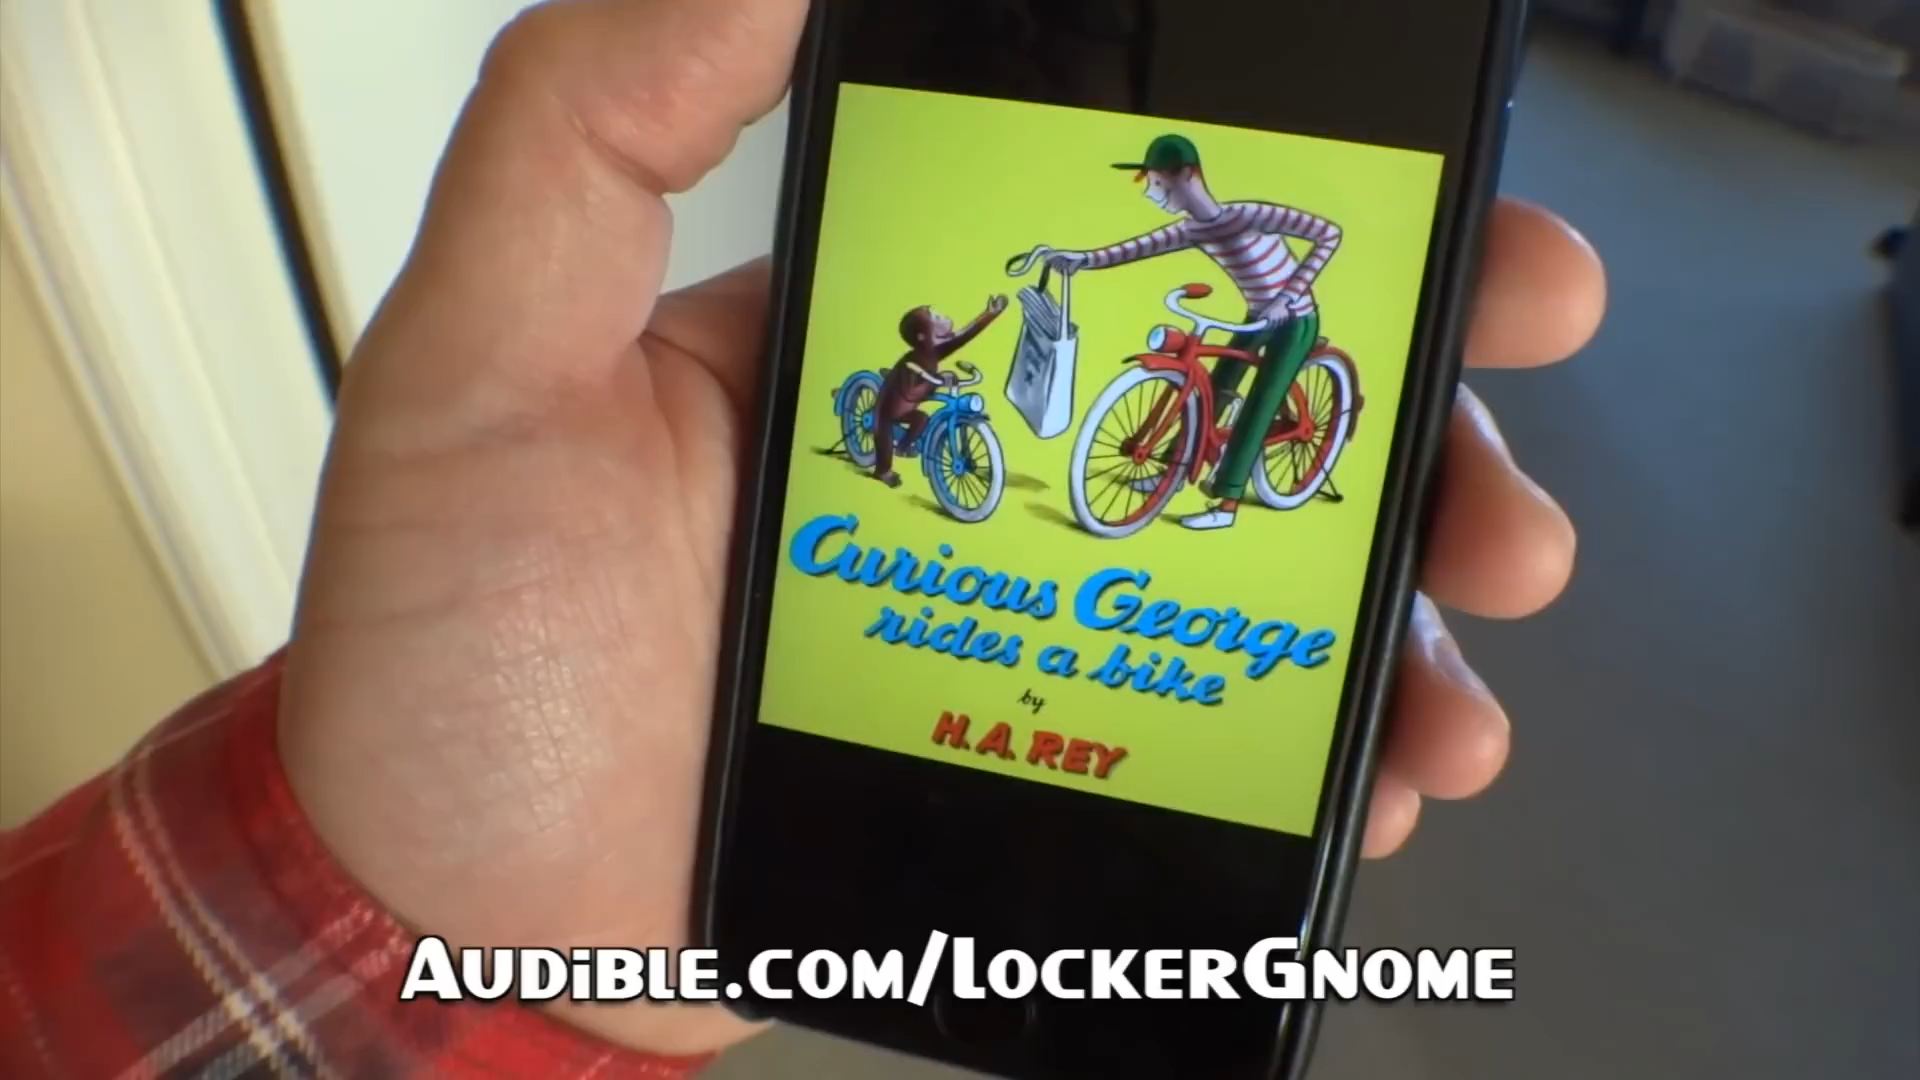 Curious George
rides a bike
by
H. A. REY
AUDiBLE.COM/LOCKERGNOME